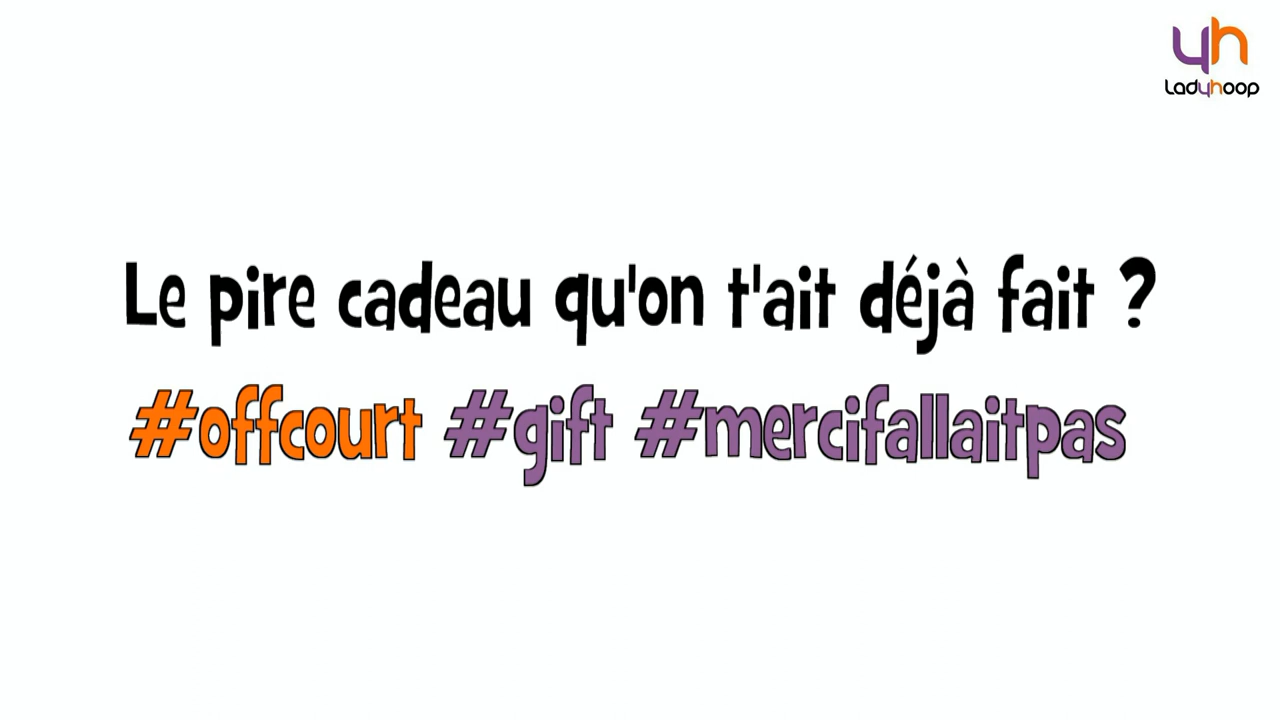 yh
Ladyhoop
Le pire cadeau qu'on t'ait déjà fait ?
#offcourt #gift #mercifallaitpas